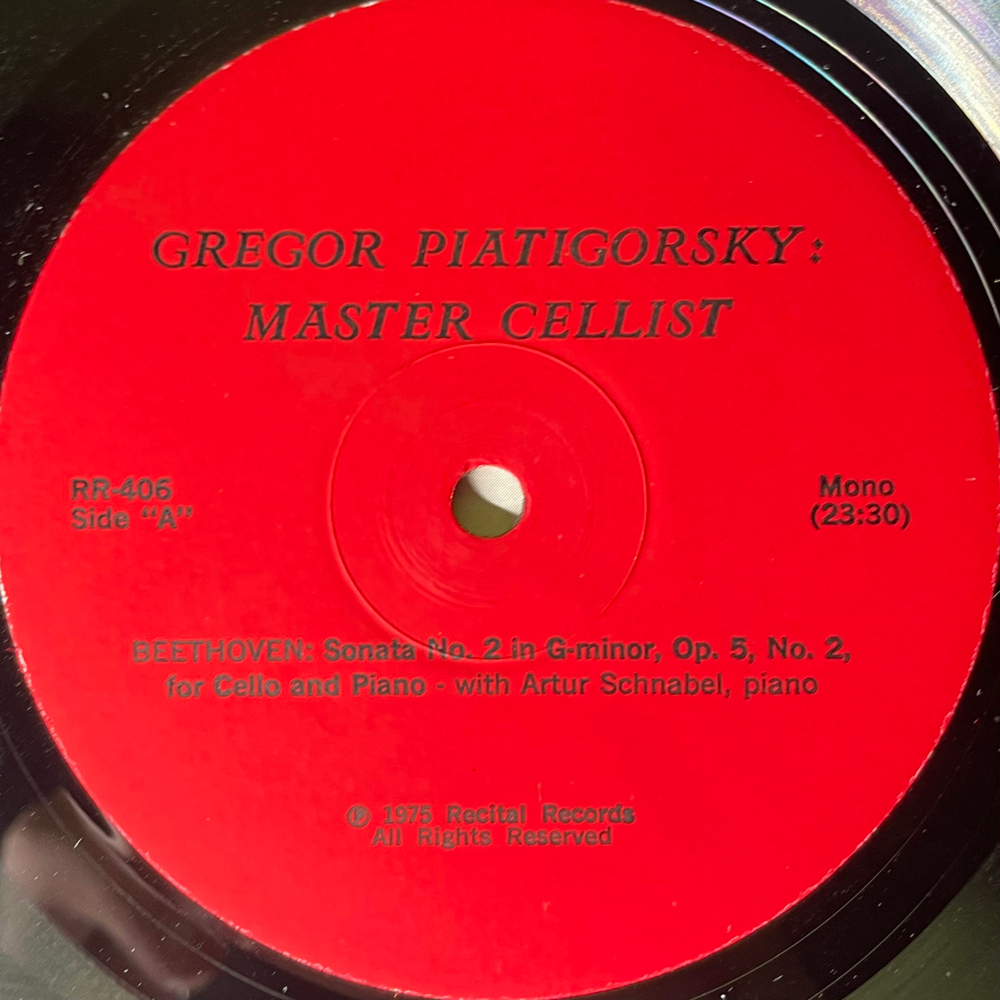 GREGOR PIATIGORSKY:
MASTER CELLIST
RR-406
Side “A”
Mono
(23:30)
BEETHOVEN: Sonata No. 2 in G-minor, Op. 5, No. 2,
for Cello and Piano - with Artur Schnabel, piano
℗ 1975 Recital Records
All Rights Reserved